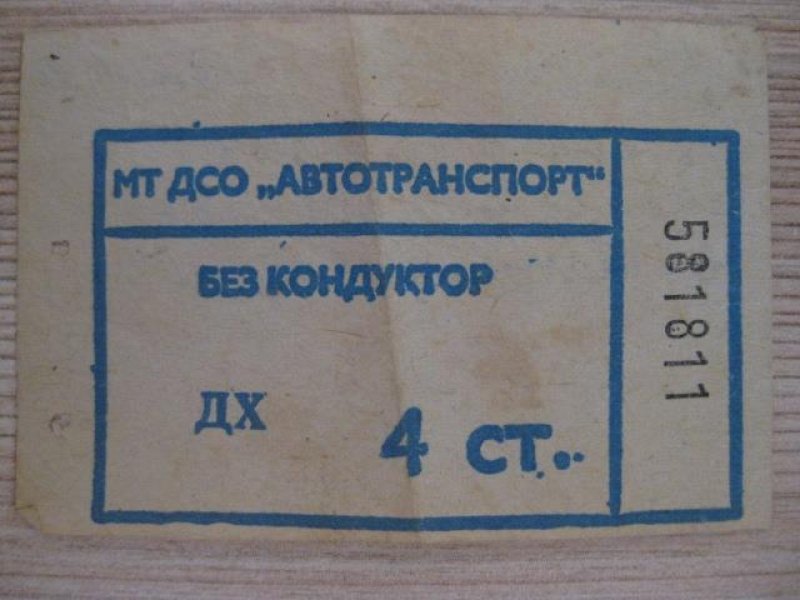 МТ ДСО „АВТОТРАНСПОРТ“
БЕЗ КОНДУКТОР
ДХ
4 СТ..
581811